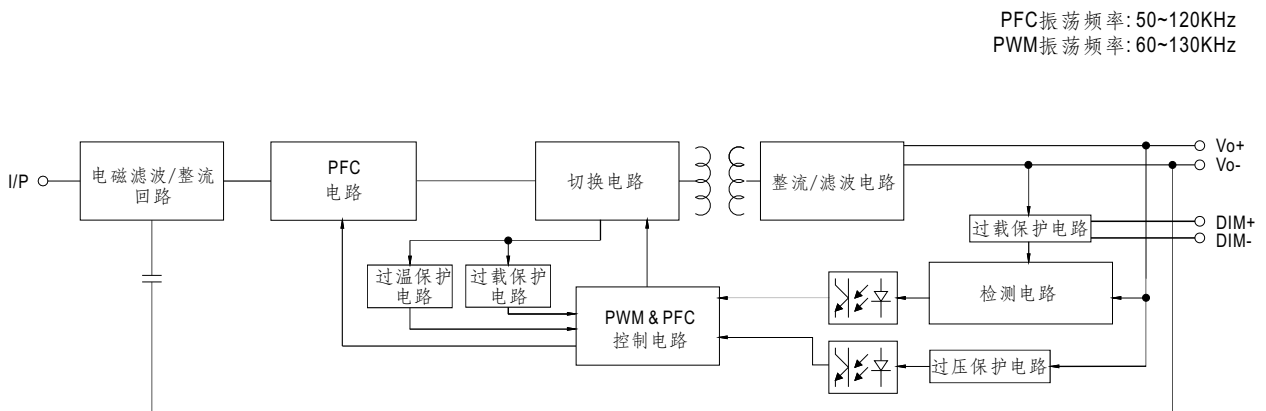 PFC振荡频率: 50~120KHz
PWM振荡频率: 60~130KHz
I/P
电磁滤波/整流
回路
PFC
电路
切换电路
整流/滤波电路
Vo+
Vo-
过载保护电路
DIM+
DIM-
过温保护
电路
过载保护
电路
PWM & PFC
控制电路
检测电路
过压保护电路